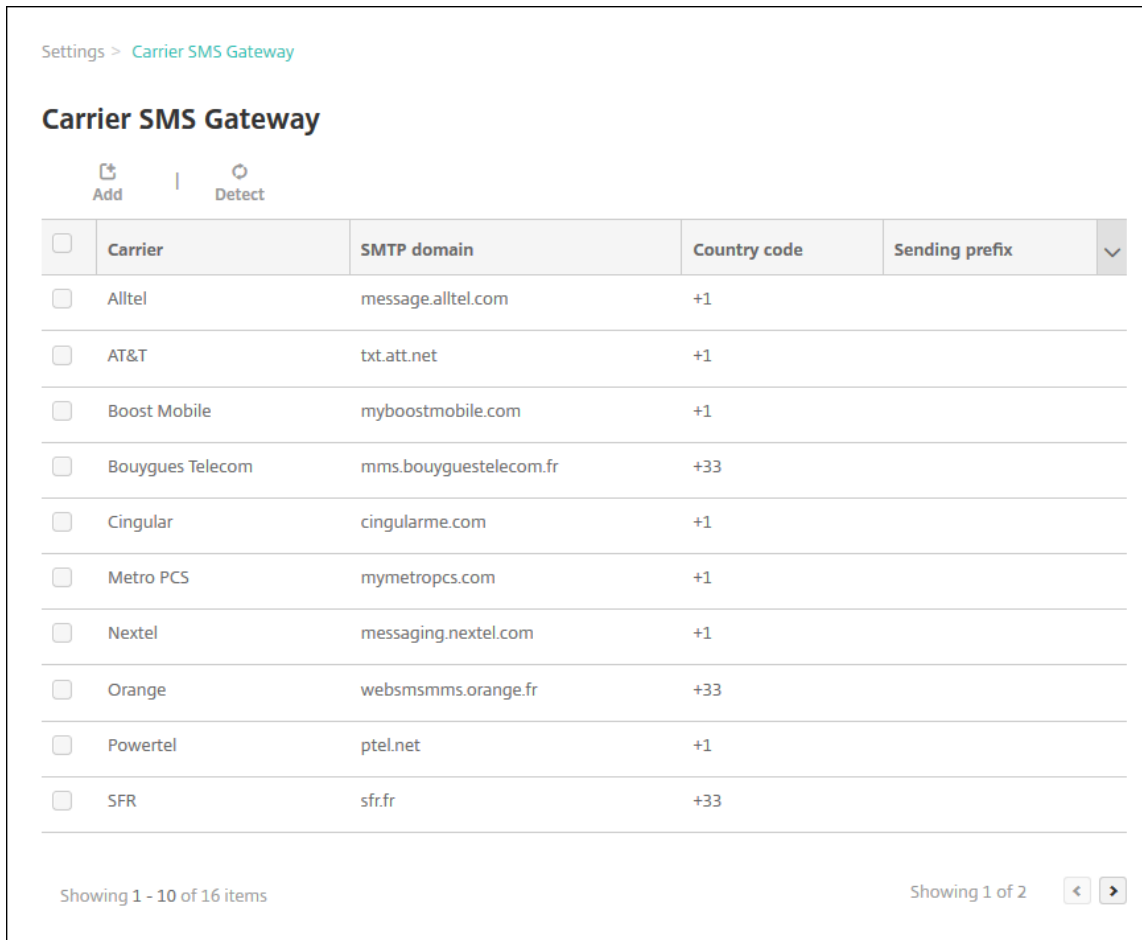 Settings > Carrier SMS Gateway
Carrier SMS Gateway
Add | Detect
Carrier SMTP domain Country code Sending prefix
Alltel message.alltel.com +1
AT&T txt.att.net +1
Boost Mobile myboostmobile.com +1
Bouygues Telecom mms.bouyguestelecom.fr +33
Cingular cingularme.com +1
Metro PCS mymetropcs.com +1
Nextel messaging.nextel.com +1
Orange websmsmms.orange.fr +33
Powertel ptel.net +1
SFR sfr.fr +33
Showing 1 - 10 of 16 items Showing 1 of 2